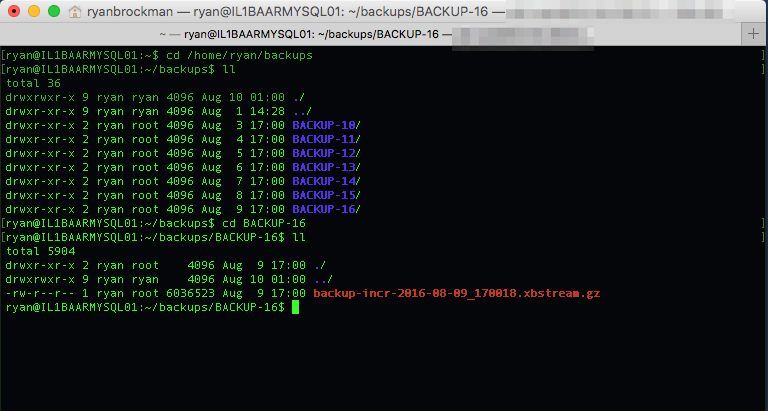 ryanbrockman — ryan@IL1BAARMYSQL01: ~/backups/BACKUP-16 —
~ — ryan@IL1BAARMYSQL01: ~/backups/BACKUP-16 —
[ryan@IL1BAARMYSQL01:~$ cd /home/ryan/backups ]
[ryan@IL1BAARMYSQL01:~/backups$ ll ]
total 36
drwxrwxr-x 9 ryan ryan 4096 Aug 10 01:00 ./
drwxr-xr-x 9 ryan ryan 4096 Aug  1 14:28 ../
drwxr-xr-x 2 ryan root 4096 Aug  3 17:00 BACKUP-10/
drwxr-xr-x 2 ryan root 4096 Aug  4 17:00 BACKUP-11/
drwxr-xr-x 2 ryan root 4096 Aug  5 17:00 BACKUP-12/
drwxr-xr-x 2 ryan root 4096 Aug  6 17:00 BACKUP-13/
drwxr-xr-x 2 ryan root 4096 Aug  7 17:00 BACKUP-14/
drwxr-xr-x 2 ryan root 4096 Aug  8 17:00 BACKUP-15/
drwxr-xr-x 2 ryan root 4096 Aug  9 17:00 BACKUP-16/
[ryan@IL1BAARMYSQL01:~/backups$ cd BACKUP-16 ]
[ryan@IL1BAARMYSQL01:~/backups/BACKUP-16$ ll ]
total 5904
drwxr-xr-x 2 ryan root    4096 Aug  9 17:00 ./
drwxrwxr-x 9 ryan ryan    4096 Aug 10 01:00 ../
-rw-r--r-- 1 ryan root 6036523 Aug  9 17:00 backup-incr-2016-08-09_170018.xbstream.gz
ryan@IL1BAARMYSQL01:~/backups/BACKUP-16$